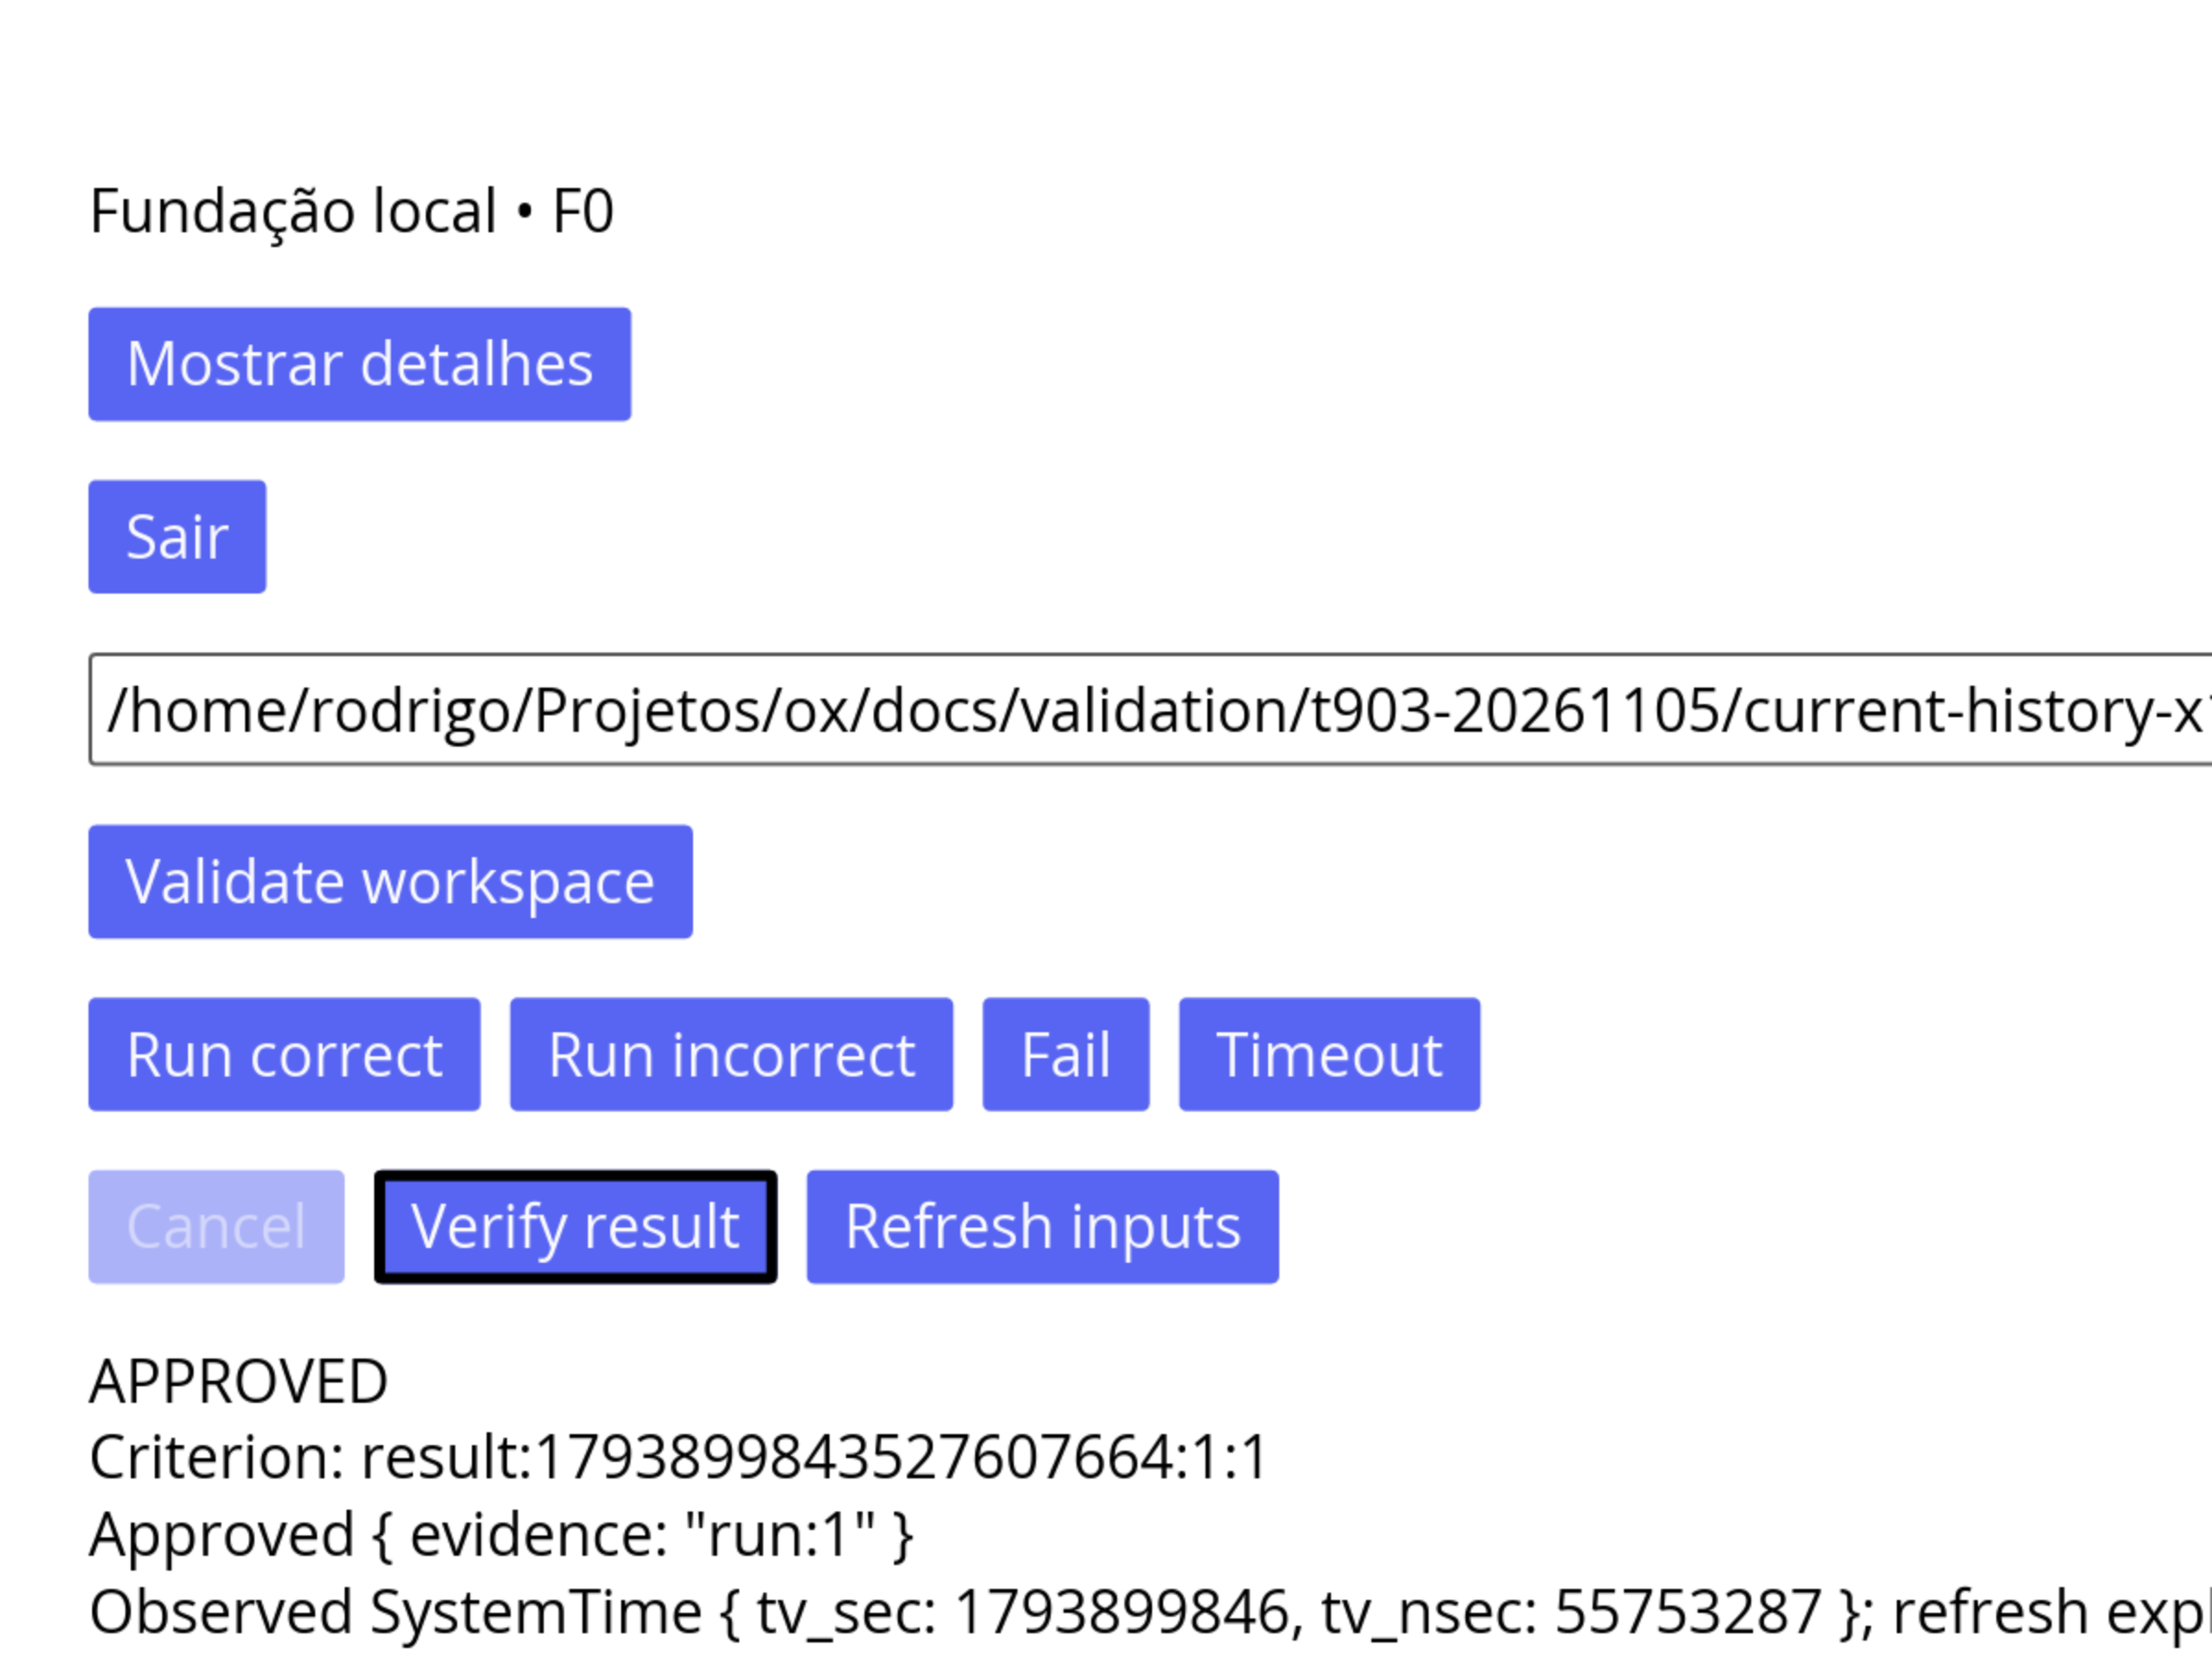 Fundação local • F0
Mostrar detalhes
Sair
/home/rodrigo/Projetos/ox/docs/validation/t903-20261105/current-history-x
Validate workspace
Run correct Run incorrect Fail Timeout
Cancel Verify result Refresh inputs
APPROVED
Criterion: result:1793899843527607664:1:1
Approved { evidence: "run:1" }
Observed SystemTime { tv_sec: 1793899846, tv_nsec: 55753287 }; refresh expl